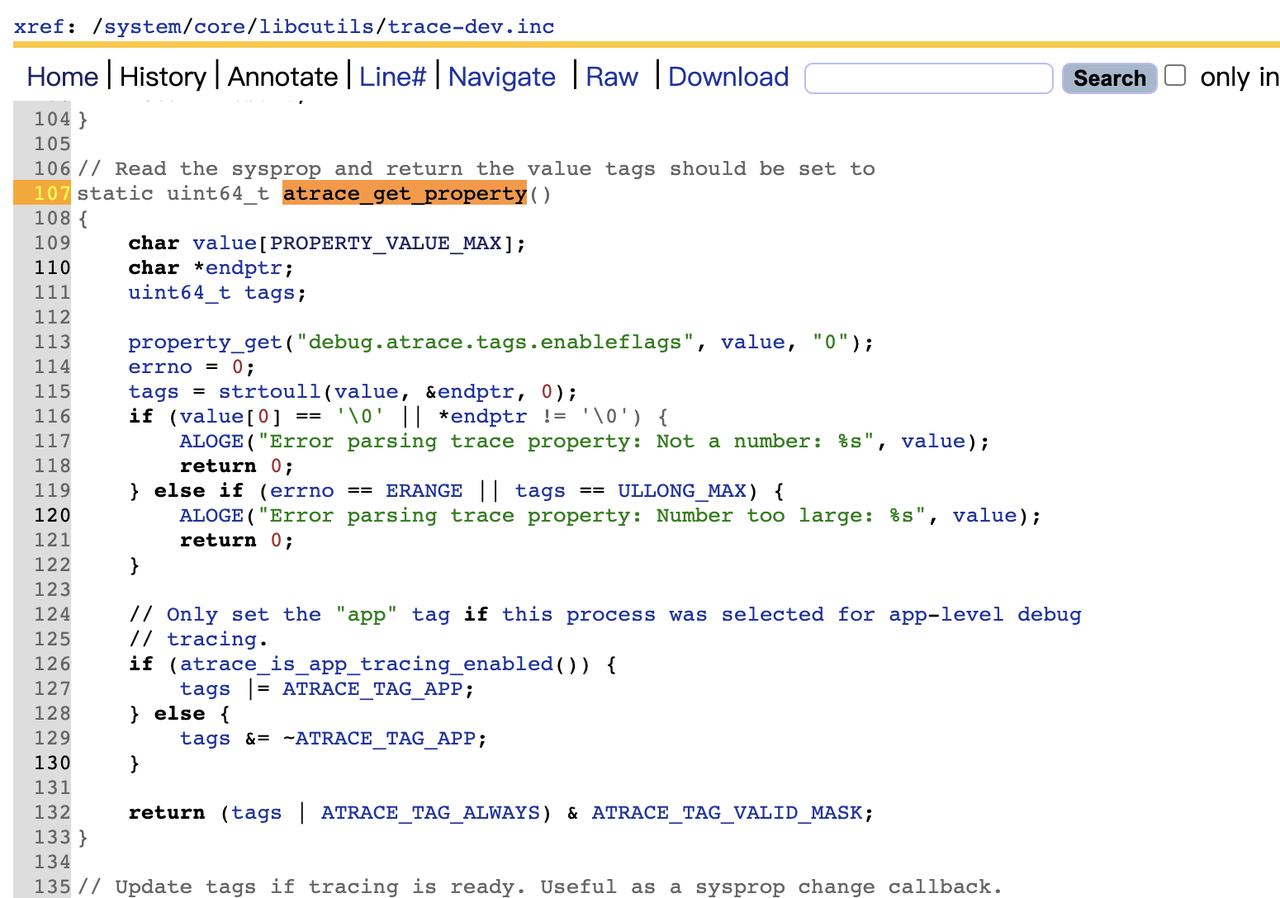 xref: /system/core/libcutils/trace-dev.inc
Home | History | Annotate | Line# | Navigate | Raw | Download Search only in
104 }
105
106 // Read the sysprop and return the value tags should be set to
107 static uint64_t atrace_get_property()
108 {
109     char value[PROPERTY_VALUE_MAX];
110     char *endptr;
111     uint64_t tags;
112
113     property_get("debug.atrace.tags.enableflags", value, "0");
114     errno = 0;
115     tags = strtoull(value, &endptr, 0);
116     if (value[0] == '\0' || *endptr != '\0') {
117         ALOGE("Error parsing trace property: Not a number: %s", value);
118         return 0;
119     } else if (errno == ERANGE || tags == ULLONG_MAX) {
120         ALOGE("Error parsing trace property: Number too large: %s", value);
121         return 0;
122     }
123
124     // Only set the "app" tag if this process was selected for app-level debug
125     // tracing.
126     if (atrace_is_app_tracing_enabled()) {
127         tags |= ATRACE_TAG_APP;
128     } else {
129         tags &= ~ATRACE_TAG_APP;
130     }
131
132     return (tags | ATRACE_TAG_ALWAYS) & ATRACE_TAG_VALID_MASK;
133 }
134
135 // Update tags if tracing is ready. Useful as a sysprop change callback.